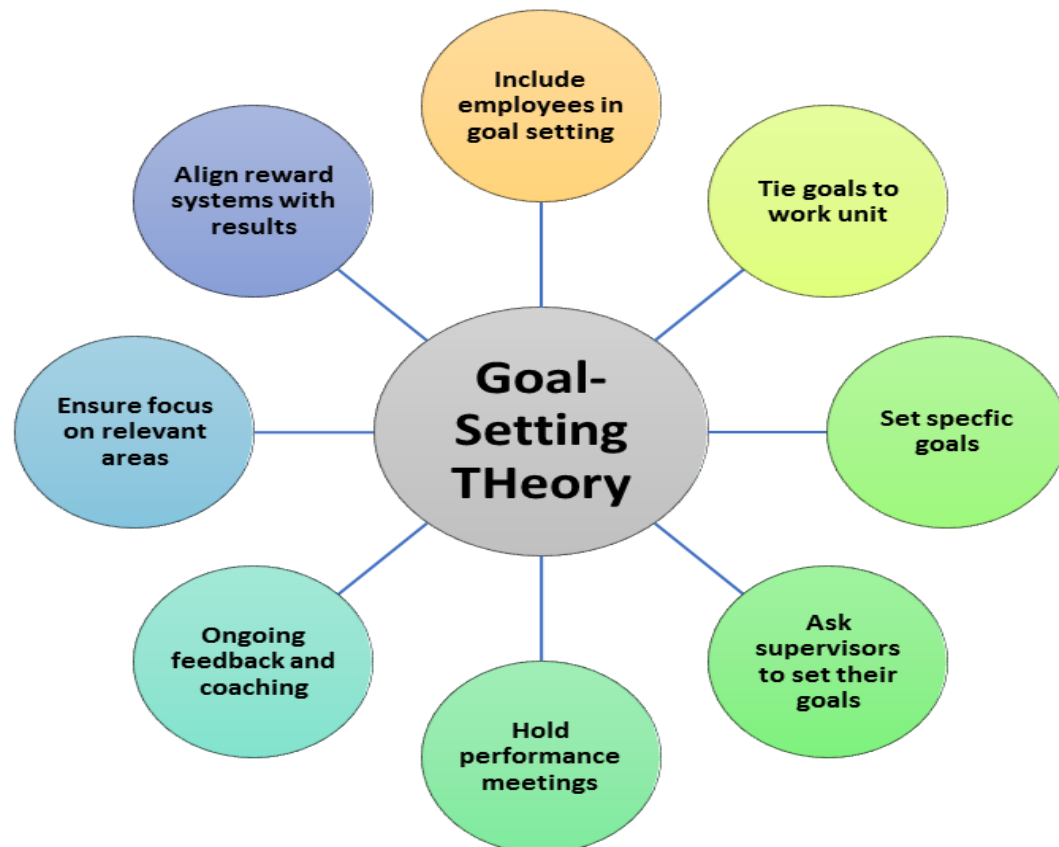 Include
employees in
goal setting
Tie goals to
work unit
Set specfic
goals
Ask
supervisors
to set their
goals
Hold
performance
meetings
Ongoing
feedback and
coaching
Ensure focus
on relevant
areas
Align reward
systems with
results
Goal-
Setting
THeory